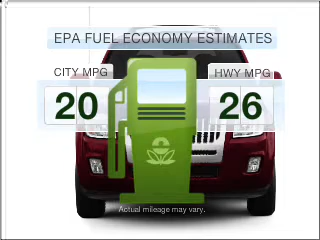 EPA FUEL ECONOMY ESTIMATES
CITY MPG
HWY MPG
20
26
Actual mileage may vary.